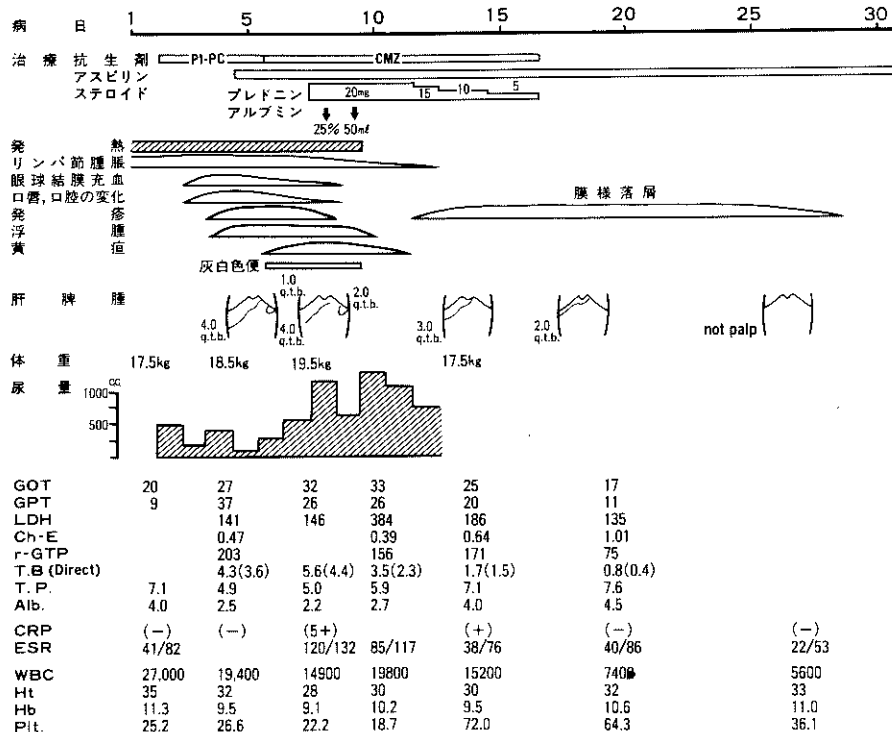 病日 1 5 10 15 20 25 30
治療抗生剤 PI-PC CMZ
アスピリン
ステロイド プレドニン 20mg 15 10 5
アルブミン
25% 50mℓ
発熱
リンパ節腫脹
眼球結膜充血
口唇,口腔の変化 膜様落屑
発疹
浮腫
黄疸
灰白色便
肝脾腫 4.0 q.t.b. 1.0 q.t.b. 4.0 q.t.b. 2.0 q.t.b. 3.0 q.t.b. 2.0 q.t.b. not palp
体重 17.5kg 18.5kg 19.5kg 17.5kg
尿量 c.c.
1000
500
GOT 20 27 32 33 25 17
GPT 9 37 26 26 20 11
LDH 141 146 384 186 135
Ch-E 0.47 0.39 0.64 1.01
r-GTP 203 156 171 75
T.B (Direct) 4.3(3.6) 5.6(4.4) 3.5(2.3) 1.7(1.5) 0.8(0.4)
T.P. 7.1 4.9 5.0 5.9 7.1 7.6
Alb. 4.0 2.5 2.2 2.7 4.0 4.5
CRP (−) (−) (5+) (+) (−) (−)
ESR 41/82 120/132 85/117 38/76 40/86 22/53
WBC 27,000 19,400 14900 19800 15200 7400 5600
Ht 35 32 28 30 30 32 33
Hb 11.3 9.5 9.1 10.2 9.5 10.6 11.0
Plt. 25.2 26.6 22.2 18.7 72.0 64.3 36.1